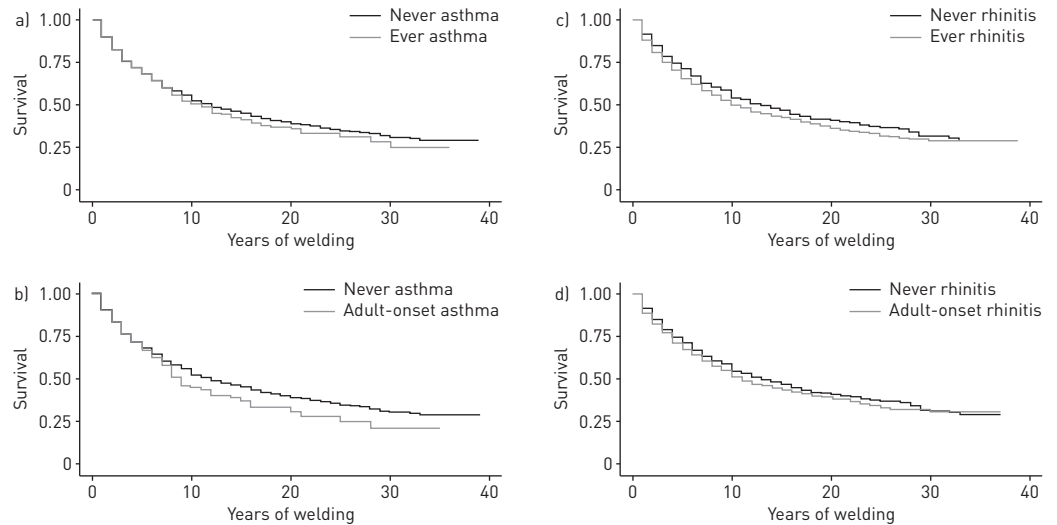 a)
Never asthma
Ever asthma
Survival
1.00
0.75
0.50
0.25
0
0 10 20 30 40
Years of welding
c)
Never rhinitis
Ever rhinitis
Survival
1.00
0.75
0.50
0.25
0
0 10 20 30 40
Years of welding
b)
Never asthma
Adult-onset asthma
Survival
1.00
0.75
0.50
0.25
0
0 10 20 30 40
Years of welding
d)
Never rhinitis
Adult-onset rhinitis
Survival
1.00
0.75
0.50
0.25
0
0 10 20 30 40
Years of welding